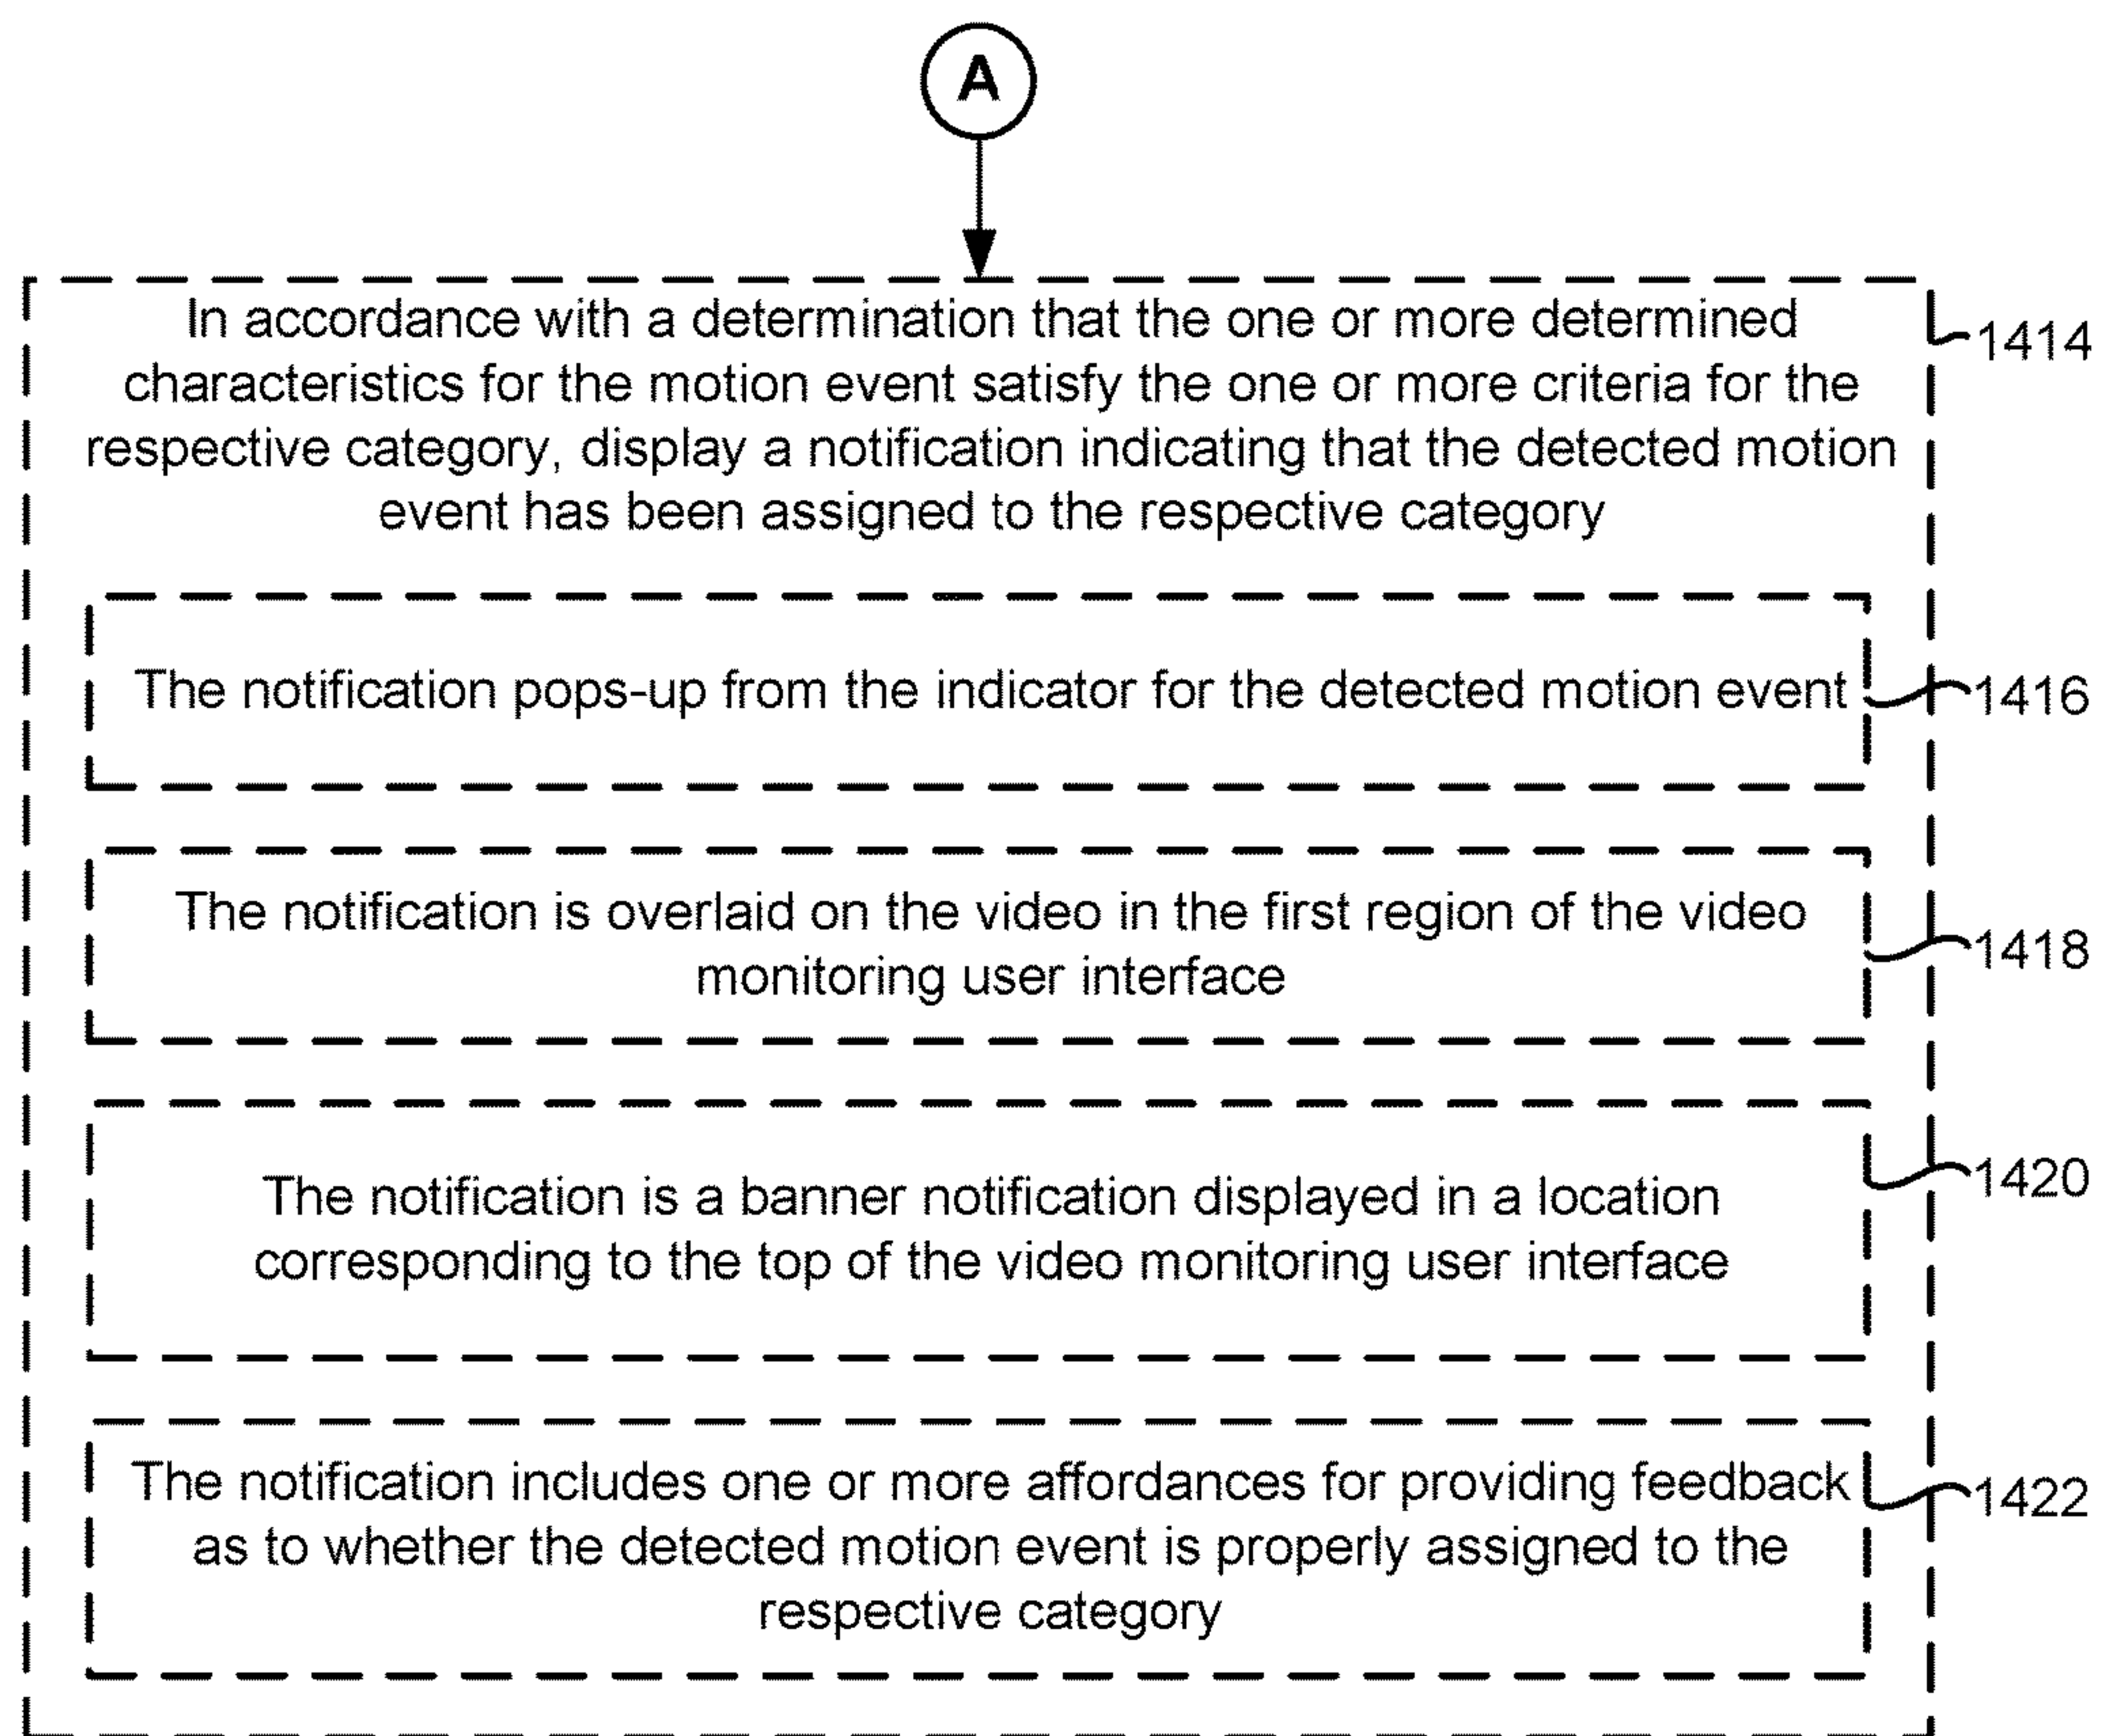 A
In accordance with a determination that the one or more determined
1414
characteristics for the motion event satisfy the one or more criteria for the
respective category, display a notification indicating that the detected motion
event has been assigned to the respective category
The notification pops-up from the indicator for the detected motion event
1416
The notification is overlaid on the video in the first region of the video
monitoring user interface
1418
The notification is a banner notification displayed in a location
corresponding to the top of the video monitoring user interface
1420
The notification includes one or more affordances for providing feedback
as to whether the detected motion event is properly assigned to the
respective category
1422